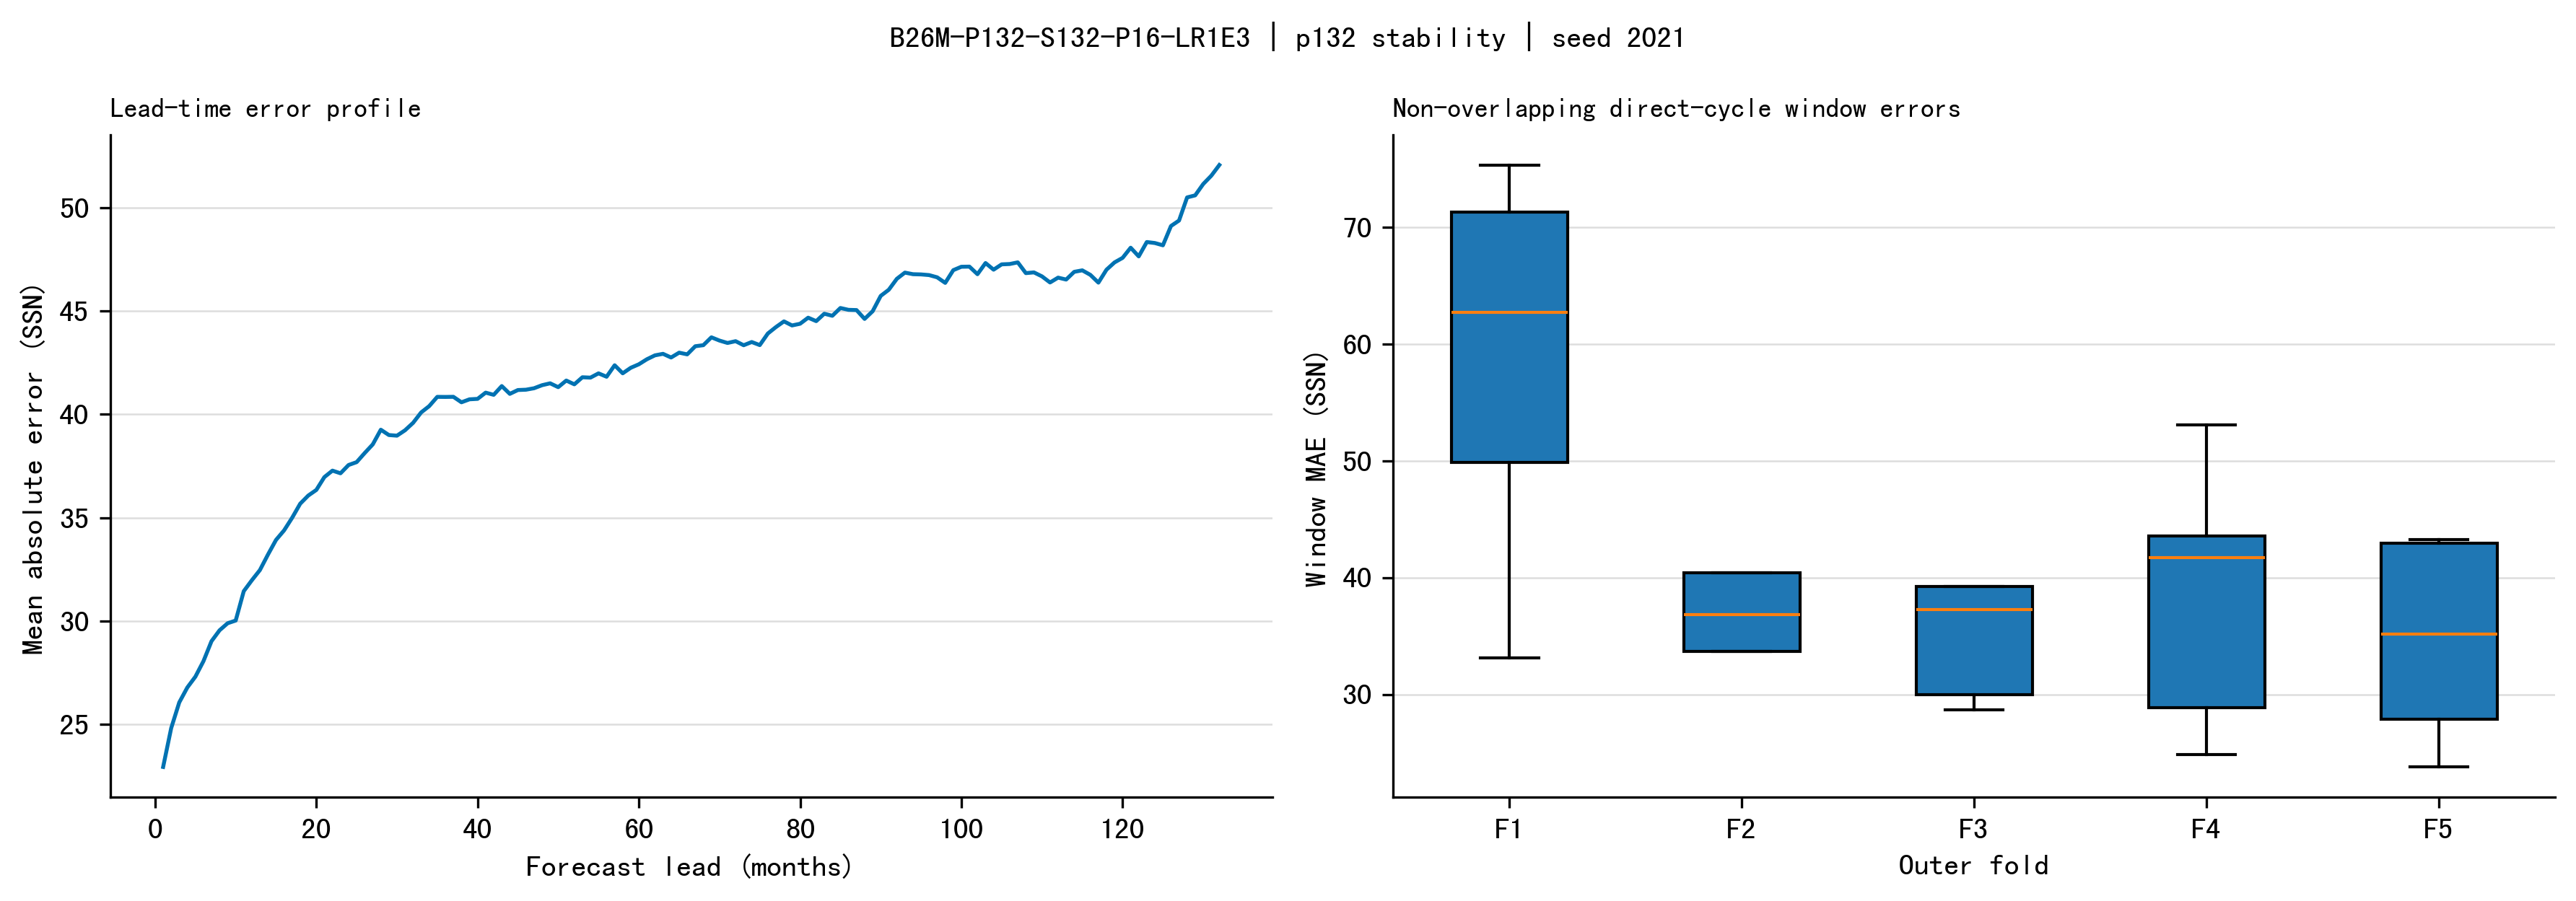 B26M-P132-S132-P16-LR1E3 | p132 stability | seed 2021
Lead-time error profile
Mean absolute error (SSN)
50
45
40
35
30
25
0 20 40 60 80 100 120
Forecast lead (months)
Non-overlapping direct-cycle window errors
Window MAE (SSN)
70
60
50
40
30
F1 F2 F3 F4 F5
Outer fold